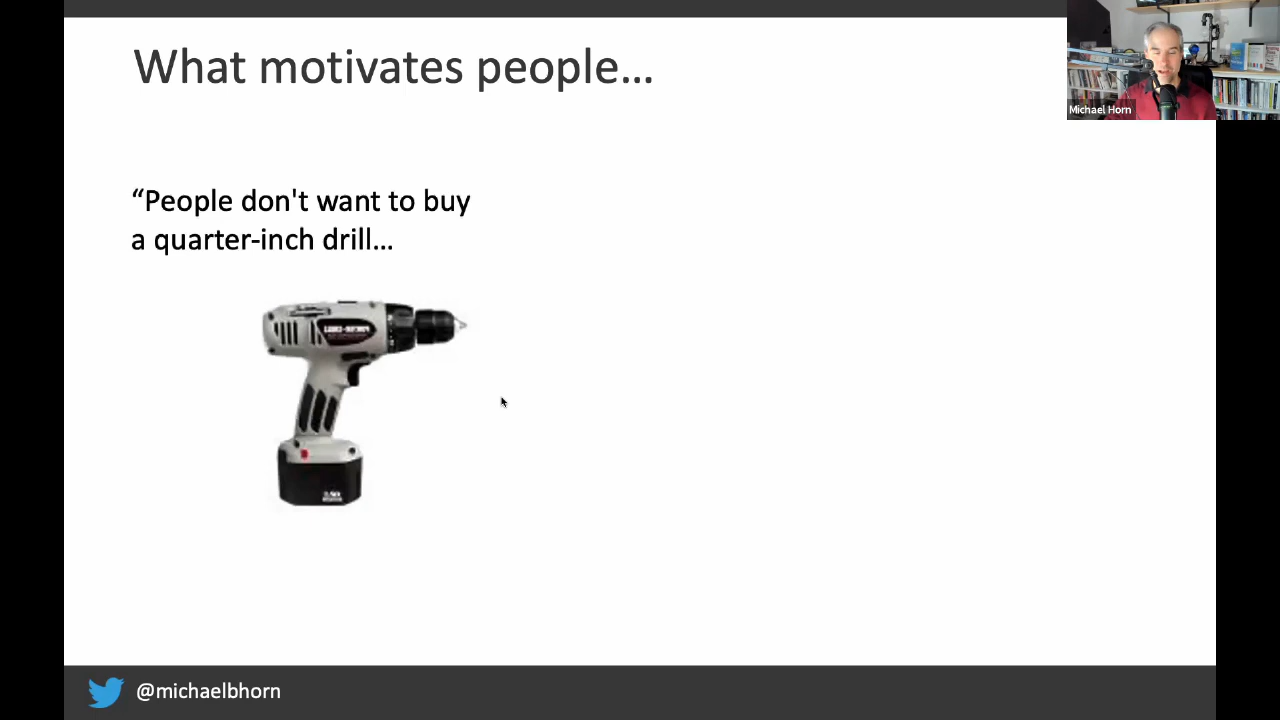 What motivates people...
Michael Horn
“People don't want to buy
a quarter-inch drill...
@michaelbhorn